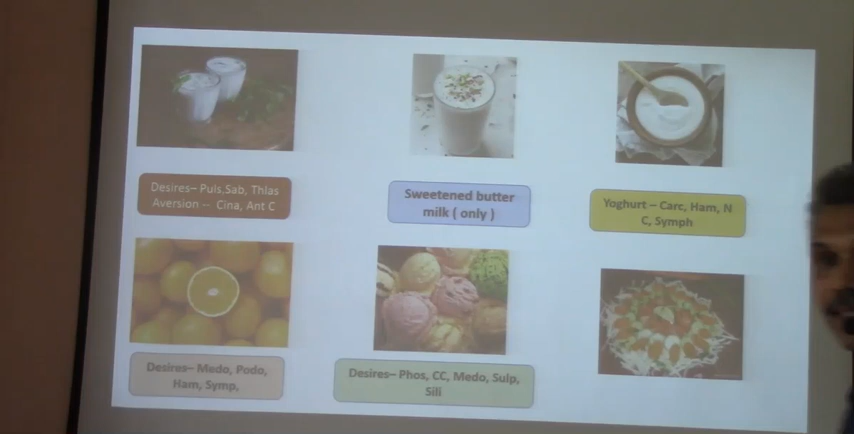 Desires– Puls,Sab, Thlas
Aversion -- Cina, Ant C
Sweetened butter
milk ( only )
Yoghurt – Carc, Ham, N
C, Symph
Desires– Medo, Podo,
Ham, Symp,
Desires– Phos, CC, Medo, Sulp,
Sili